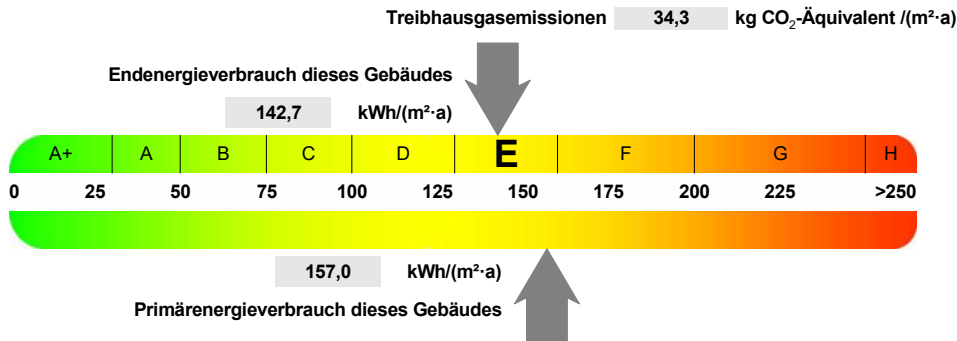 Treibhausgasemissionen 34,3 kg CO₂-Äquivalent /(m²·a)
Endenergieverbrauch dieses Gebäudes
142,7 kWh/(m²·a)
A+ A B C D E F G H
0 25 50 75 100 125 150 175 200 225 >250
157,0 kWh/(m²·a)
Primärenergieverbrauch dieses Gebäudes